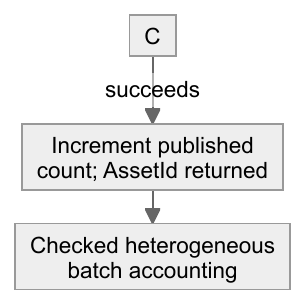 C
succeeds
Increment published
count; AssetId returned
Checked heterogeneous
batch accounting